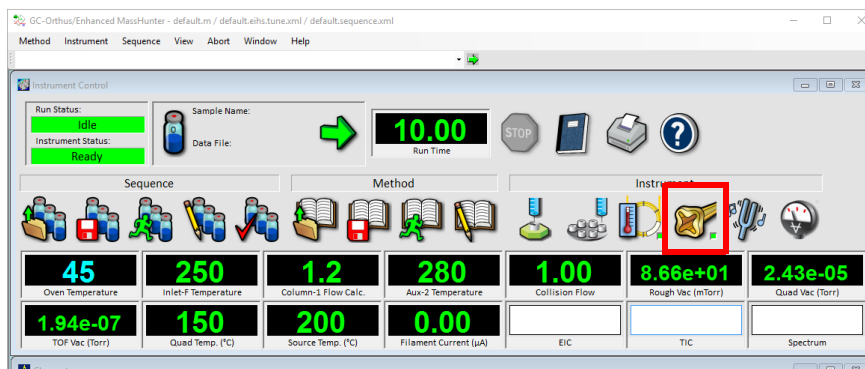 GC-Orthus/Enhanced MassHunter - default.m / default.eihs.tune.xml / default.sequence.xml
Method Instrument Sequence View Abort Window Help
Instrument Control
Run Status:
Idle
Instrument Status:
Ready
Sample Name:
Data File:
10.00
Run Time
STOP
Sequence Method Instrument
45 250 1.2 280 1.00 8.66e+01 2.43e-05
Oven Temperature Inlet-F Temperature Column-1 Flow Calc. Aux-2 Temperature Collision Flow Rough Vac (mTorr) Quad Vac (Torr)
1.94e-07 150 200 0.00
TOF Vac (Torr) Quad Temp. (°C) Source Temp. (°C) Filament Current (µA) EIC TIC Spectrum